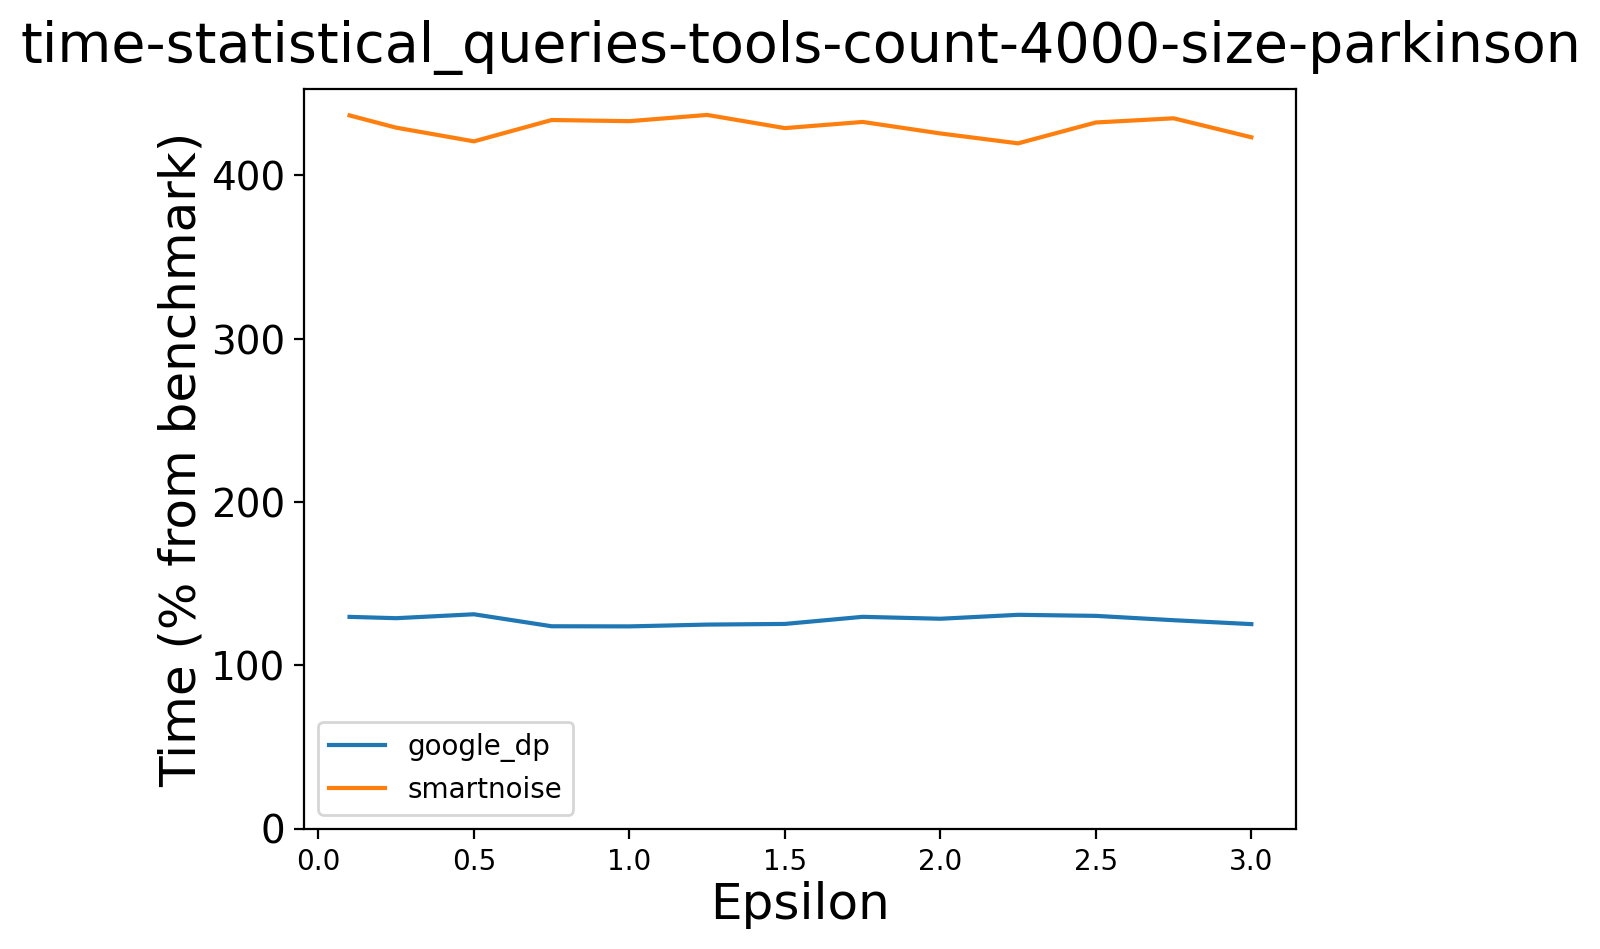 time-statistical_queries-tools-count-4000-size-parkinson
Time (% from benchmark)
400
300
200
100
0
google_dp
smartnoise
0.0 0.5 1.0 1.5 2.0 2.5 3.0
Epsilon